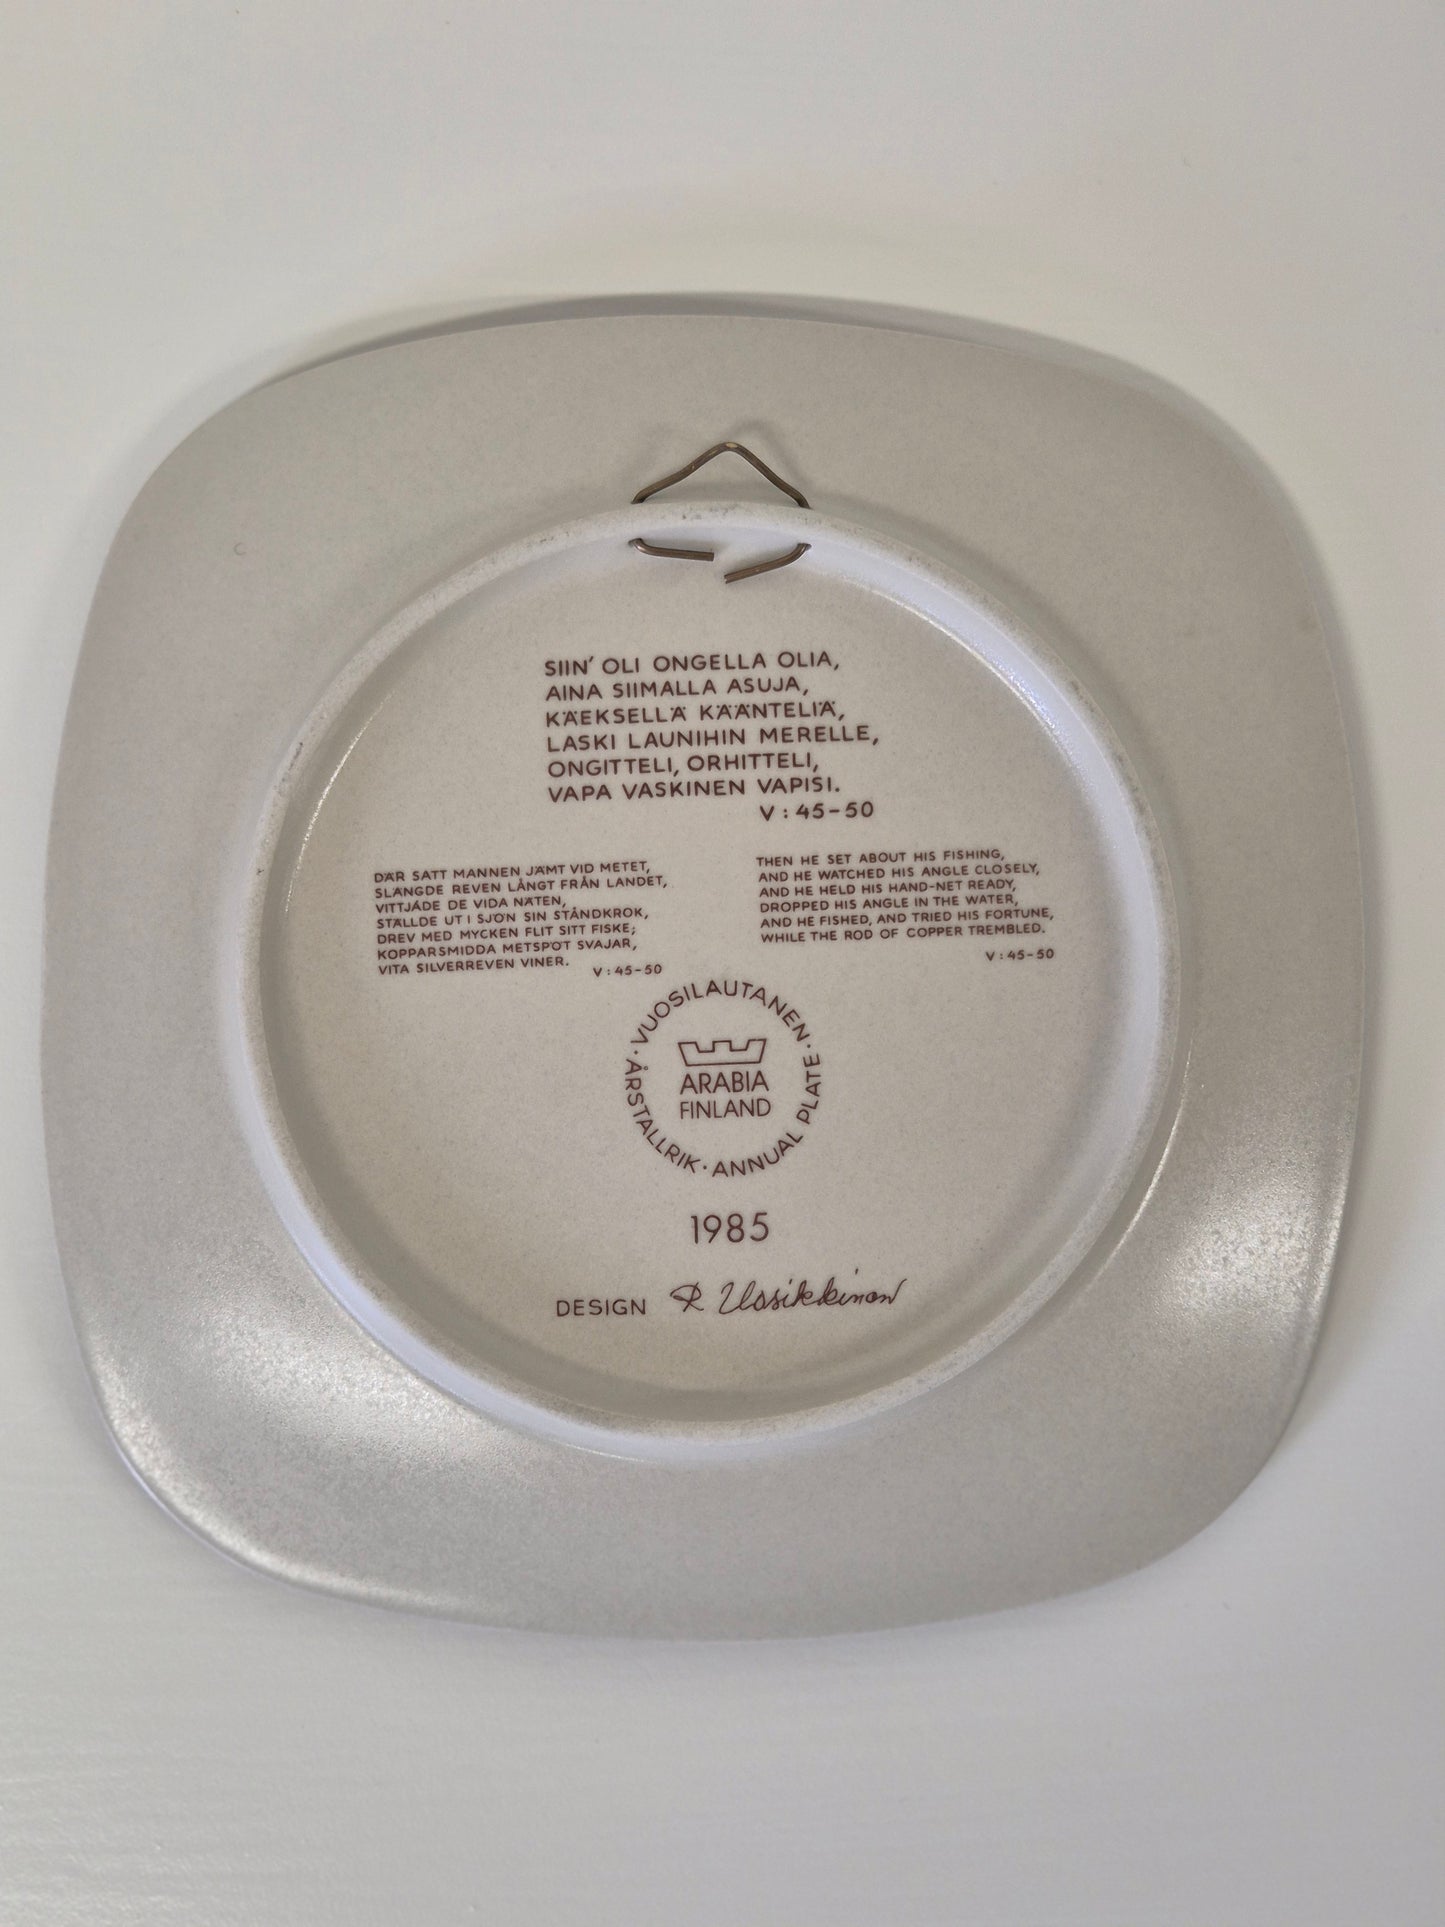 SIIN' OLI ONGELLA OLIA,
AINA SIIMALLA ASUJA,
KÄEKSELLÄ KÄÄNTELIÄ,
LASKI LAUNIHIN MERELLE,
ONGITTELI, ORHITTELI,
VAPA VASKINEN VAPISI.
V : 45-50
DÄR SATT MANNEN JÄMT VID METET,
SLÄNGDE REVEN LÅNGT FRÅN LANDET,
VITTJADE DE VIDA NÄTEN,
STÄLLDE UT I SJÖN SIN STÅNDKROK,
DREV MED MYCKEN FLIT SITT FISKE;
KOPPARSMIDDA METSPÖT SVAJAR,
VITA SILVERREVEN VINER.
V : 45-50
THEN HE SET ABOUT HIS FISHING,
AND HE WATCHED HIS ANGLE CLOSELY,
AND HE HELD HIS HAND-NET READY,
DROPPED HIS ANGLE IN THE WATER,
AND HE FISHED, AND TRIED HIS FORTUNE,
WHILE THE ROD OF COPPER TREMBLED.
V : 45-50
· VUOSILAUTANEN · ANNUAL PLATE · ÅRSTALLRIK
ARABIA
FINLAND
1985
DESIGN R Uosikkinen